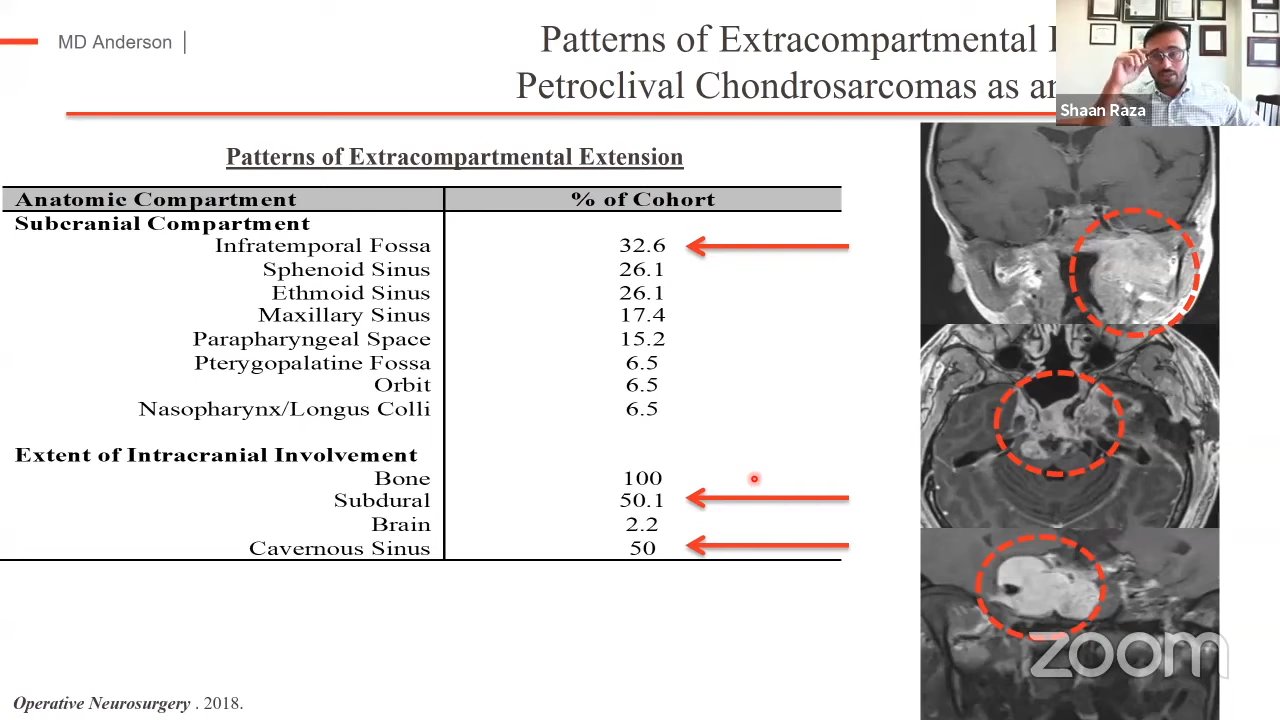 MD Anderson
Patterns of Extracompartmental
Petroclival Chondrosarcomas as
Shaan Raza
Patterns of Extracompartmental Extension
Anatomic Compartment % of Cohort
Subcranial Compartment
Infratemporal Fossa 32.6
Sphenoid Sinus 26.1
Ethmoid Sinus 26.1
Maxillary Sinus 17.4
Parapharyngeal Space 15.2
Pterygopalatine Fossa 6.5
Orbit 6.5
Nasopharynx/Longus Colli 6.5
Extent of Intracranial Involvement
Bone 100
Subdural 50.1
Brain 2.2
Cavernous Sinus 50
zoom
Operative Neurosurgery . 2018.